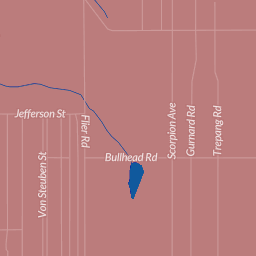 Jefferson St
Bullhead Rd
Von Steuben St
Flier Rd
Scorpion Ave
Gurnard Rd
Trepang Rd